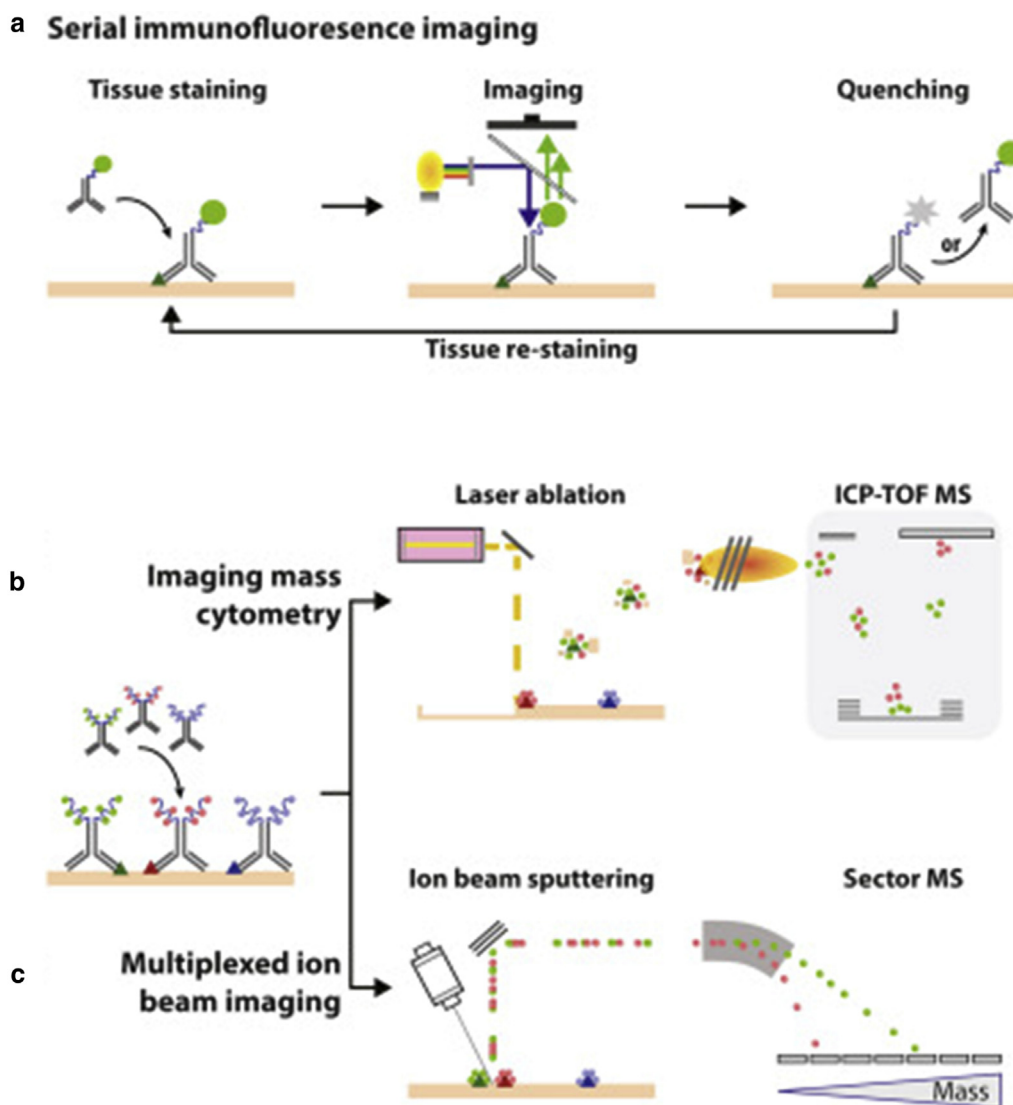 a
Serial immunofluoresence imaging
Tissue staining
Imaging
Quenching
or
Tissue re-staining
Laser ablation
ICP-TOF MS
b
Imaging mass
cytometry
Ion beam sputtering
Sector MS
c
Multiplexed ion
beam imaging
Mass